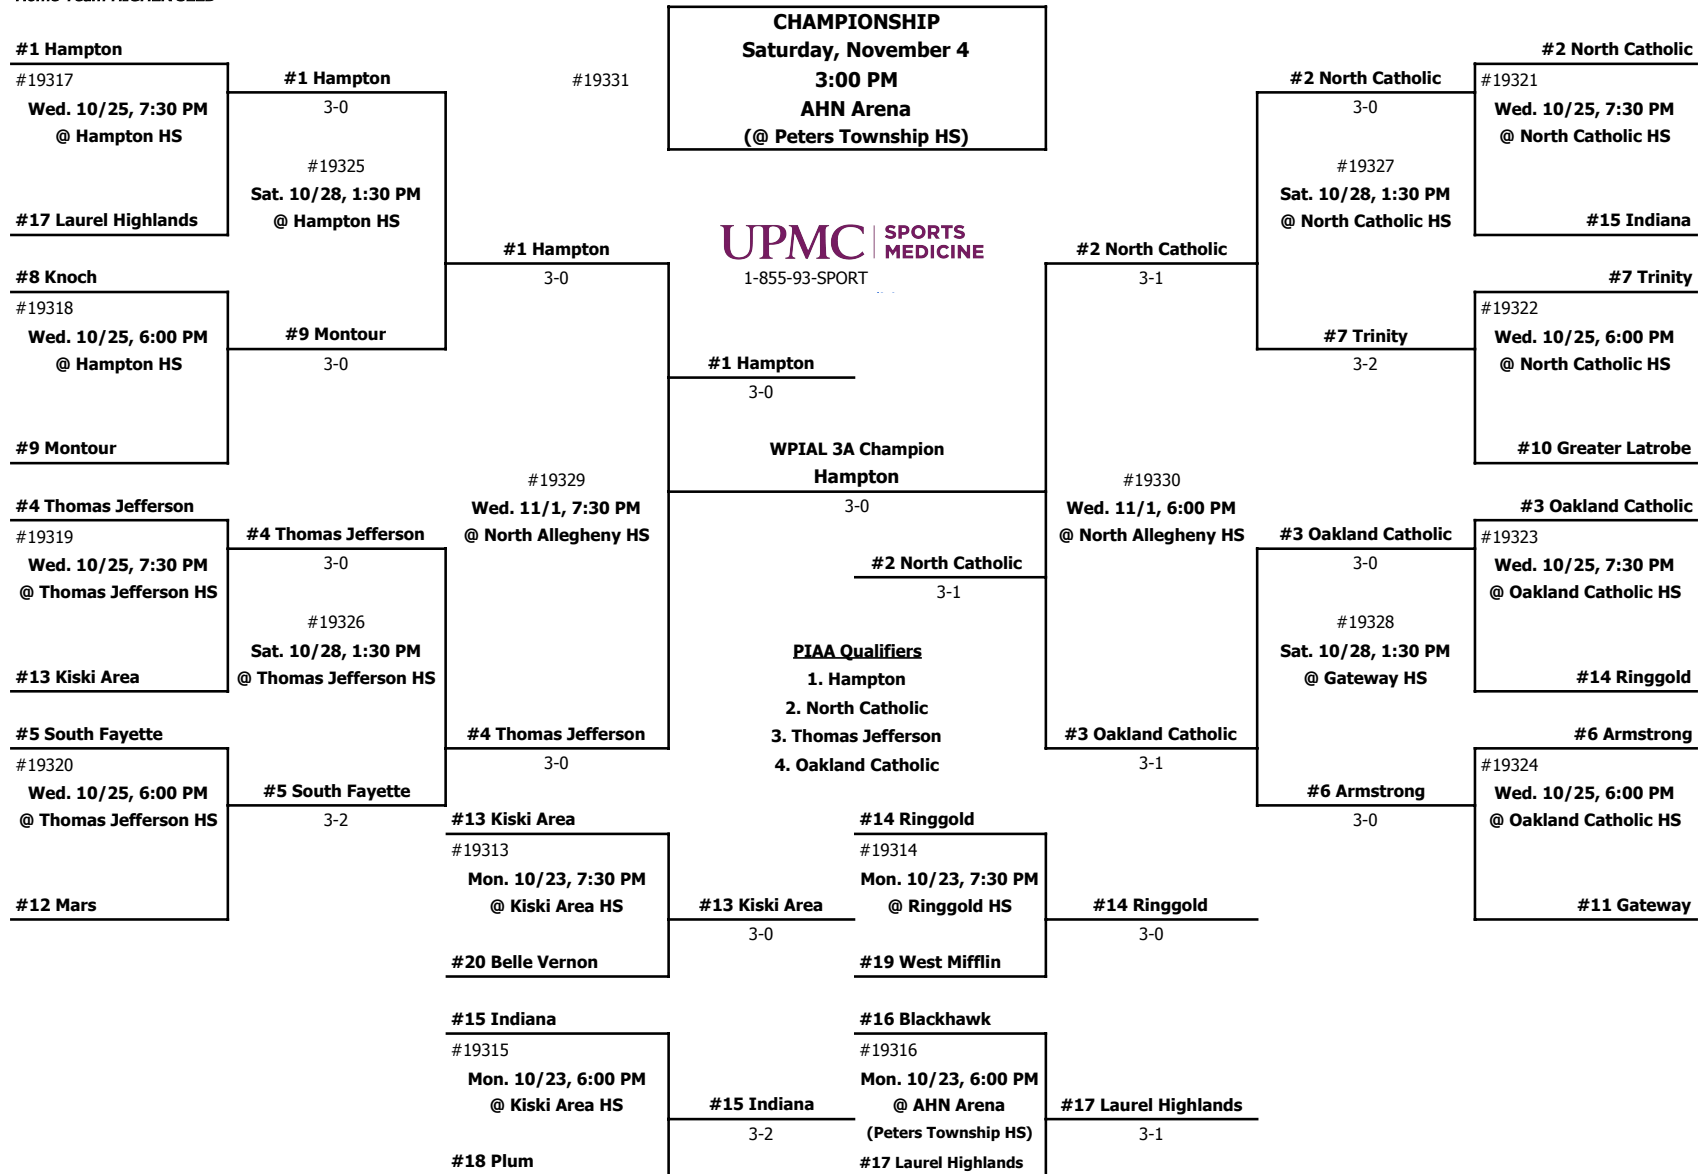 CHAMPIONSHIP
Saturday, November 4
3:00 PM
AHN Arena
(@ Peters Township HS)
#19331
UPMC SPORTS MEDICINE
1-855-93-SPORT
#1 Hampton
#19317
Wed. 10/25, 7:30 PM
@ Hampton HS
#17 Laurel Highlands
#8 Knoch
#19318
Wed. 10/25, 6:00 PM
@ Hampton HS
#9 Montour
#4 Thomas Jefferson
#19319
Wed. 10/25, 7:30 PM
@ Thomas Jefferson HS
#13 Kiski Area
#5 South Fayette
#19320
Wed. 10/25, 6:00 PM
@ Thomas Jefferson HS
#12 Mars
#1 Hampton
3-0
#19325
Sat. 10/28, 1:30 PM
@ Hampton HS
#9 Montour
3-0
#4 Thomas Jefferson
3-0
#19326
Sat. 10/28, 1:30 PM
@ Thomas Jefferson HS
#5 South Fayette
3-2
#1 Hampton
3-0
#19329
Wed. 11/1, 7:30 PM
@ North Allegheny HS
#4 Thomas Jefferson
3-0
#1 Hampton
3-0
WPIAL 3A Champion
Hampton
3-0
#2 North Catholic
3-1
PIAA Qualifiers
1. Hampton
2. North Catholic
3. Thomas Jefferson
4. Oakland Catholic
#2 North Catholic
3-1
#19330
Wed. 11/1, 6:00 PM
@ North Allegheny HS
#3 Oakland Catholic
3-1
#2 North Catholic
3-0
#19327
Sat. 10/28, 1:30 PM
@ North Catholic HS
#7 Trinity
3-2
#3 Oakland Catholic
3-0
#19328
Sat. 10/28, 1:30 PM
@ Gateway HS
#6 Armstrong
3-0
#2 North Catholic
#19321
Wed. 10/25, 7:30 PM
@ North Catholic HS
#15 Indiana
#7 Trinity
#19322
Wed. 10/25, 6:00 PM
@ North Catholic HS
#10 Greater Latrobe
#3 Oakland Catholic
#19323
Wed. 10/25, 7:30 PM
@ Oakland Catholic HS
#14 Ringgold
#6 Armstrong
#19324
Wed. 10/25, 6:00 PM
@ Oakland Catholic HS
#11 Gateway
#13 Kiski Area
#19313
Mon. 10/23, 7:30 PM
@ Kiski Area HS
#20 Belle Vernon
#13 Kiski Area
3-0
#14 Ringgold
#19314
Mon. 10/23, 7:30 PM
@ Ringgold HS
#19 West Mifflin
#14 Ringgold
3-0
#15 Indiana
#19315
Mon. 10/23, 6:00 PM
@ Kiski Area HS
#18 Plum
#15 Indiana
3-2
#16 Blackhawk
#19316
Mon. 10/23, 6:00 PM
@ AHN Arena
(Peters Township HS)
#17 Laurel Highlands
#17 Laurel Highlands
3-1